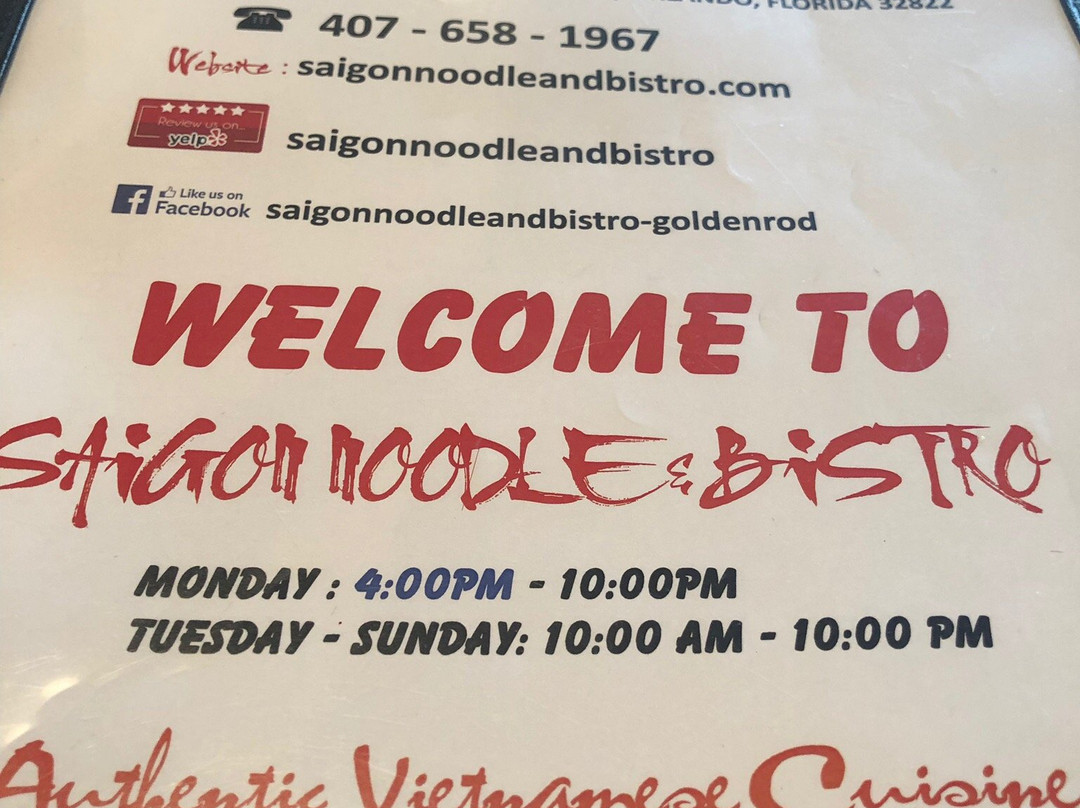 ORLANDO, FLORIDA 32822
407 - 658 - 1967
Website : saigonnoodleandbistro.com
Review us on...
yelp
saigonnoodleandbistro
Like us on
Facebook
saigonnoodleandbistro-goldenrod
WELCOME TO
SAiGON NOODLE & BiSTRO
MONDAY : 4:00PM - 10:00PM
TUESDAY - SUNDAY: 10:00 AM - 10:00 PM
Authentic Vietnamese Cuisine